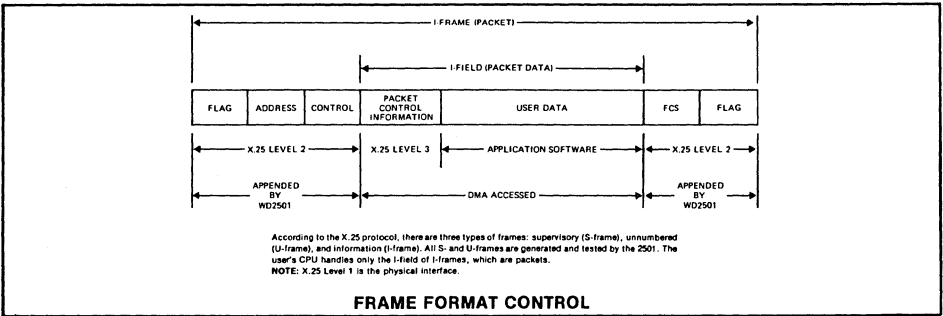 I-FRAME (PACKET)
I-FIELD (PACKET DATA)
FLAG
ADDRESS
CONTROL
PACKET
CONTROL
INFORMATION
USER DATA
FCS
FLAG
X.25 LEVEL 2
X.25 LEVEL 3
APPLICATION SOFTWARE
X.25 LEVEL 2
APPENDED
BY
WD2501
DMA ACCESSED
APPENDED
BY
WD2501
According to the X.25 protocol, there are three types of frames: supervisory (S-frame), unnumbered
(U-frame), and information (I-frame). All S- and U-frames are generated and tested by the 2501. The
user's CPU handles only the I-field of I-frames, which are packets.
NOTE: X.25 Level 1 is the physical interface.
FRAME FORMAT CONTROL